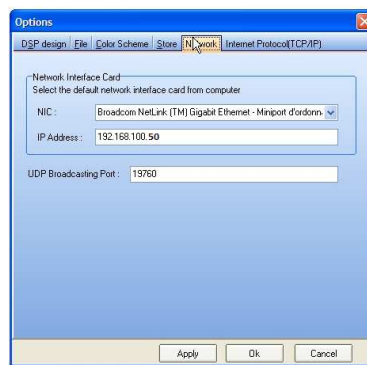 Options
DSP design File Color Scheme Store Network Internet Protocol(TCP/IP)
Network Interface Card
Select the default network interface card from computer
NIC : Broadcom NetLink (TM) Gigabit Ethernet - Miniport d'ordonn
IP Address : 192.168.100.50
UDP Broadcasting Port : 19760
Apply Ok Cancel